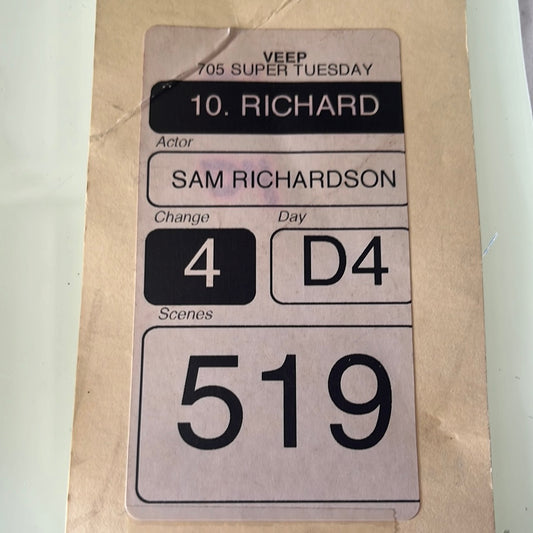 VEEP
705 SUPER TUESDAY
10. RICHARD
Actor
SAM RICHARDSON
Change Day
4 D4
Scenes
519